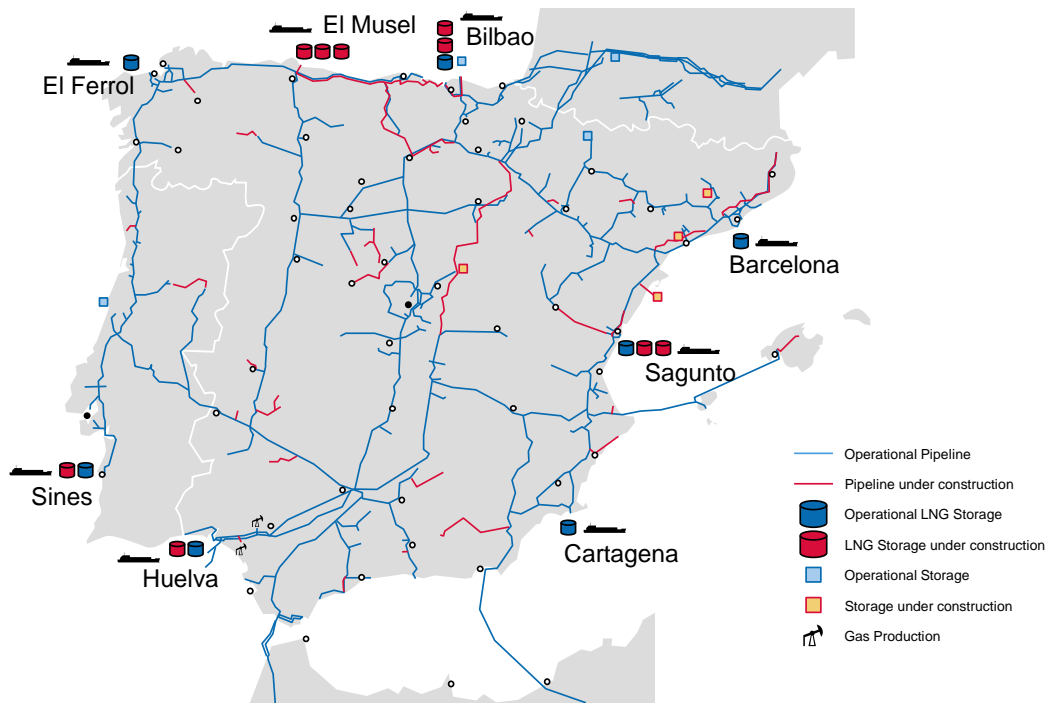 El Musel
Bilbao
El Ferrol
Barcelona
Sagunto
Sines
Huelva
Cartagena
Operational Pipeline
Pipeline under construction
Operational LNG Storage
LNG Storage under construction
Operational Storage
Storage under construction
Gas Production